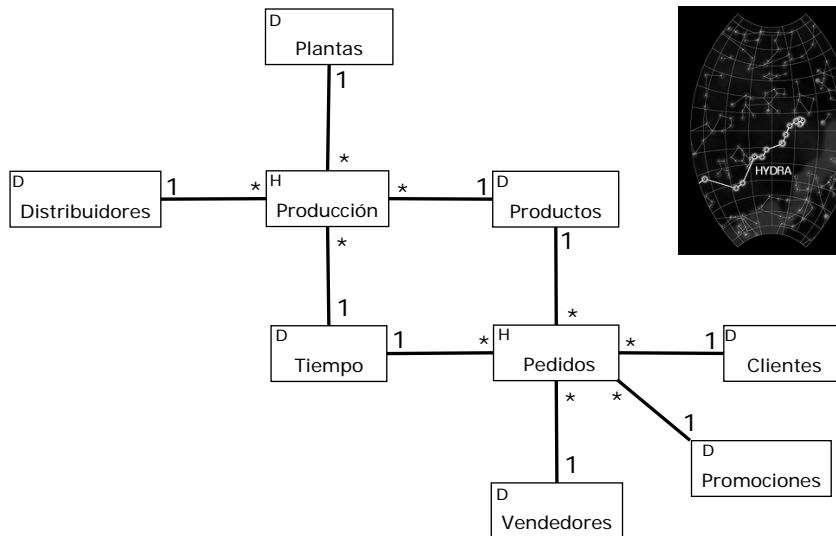 D
Plantas
1
*
D
Distribuidores
1
*
H
Producción
*
1
D
Productos
HYDRA
*
1
1
*
D
Tiempo
1
*
H
Pedidos
*
1
D
Clientes
*
*
1
D
Promociones
1
D
Vendedores